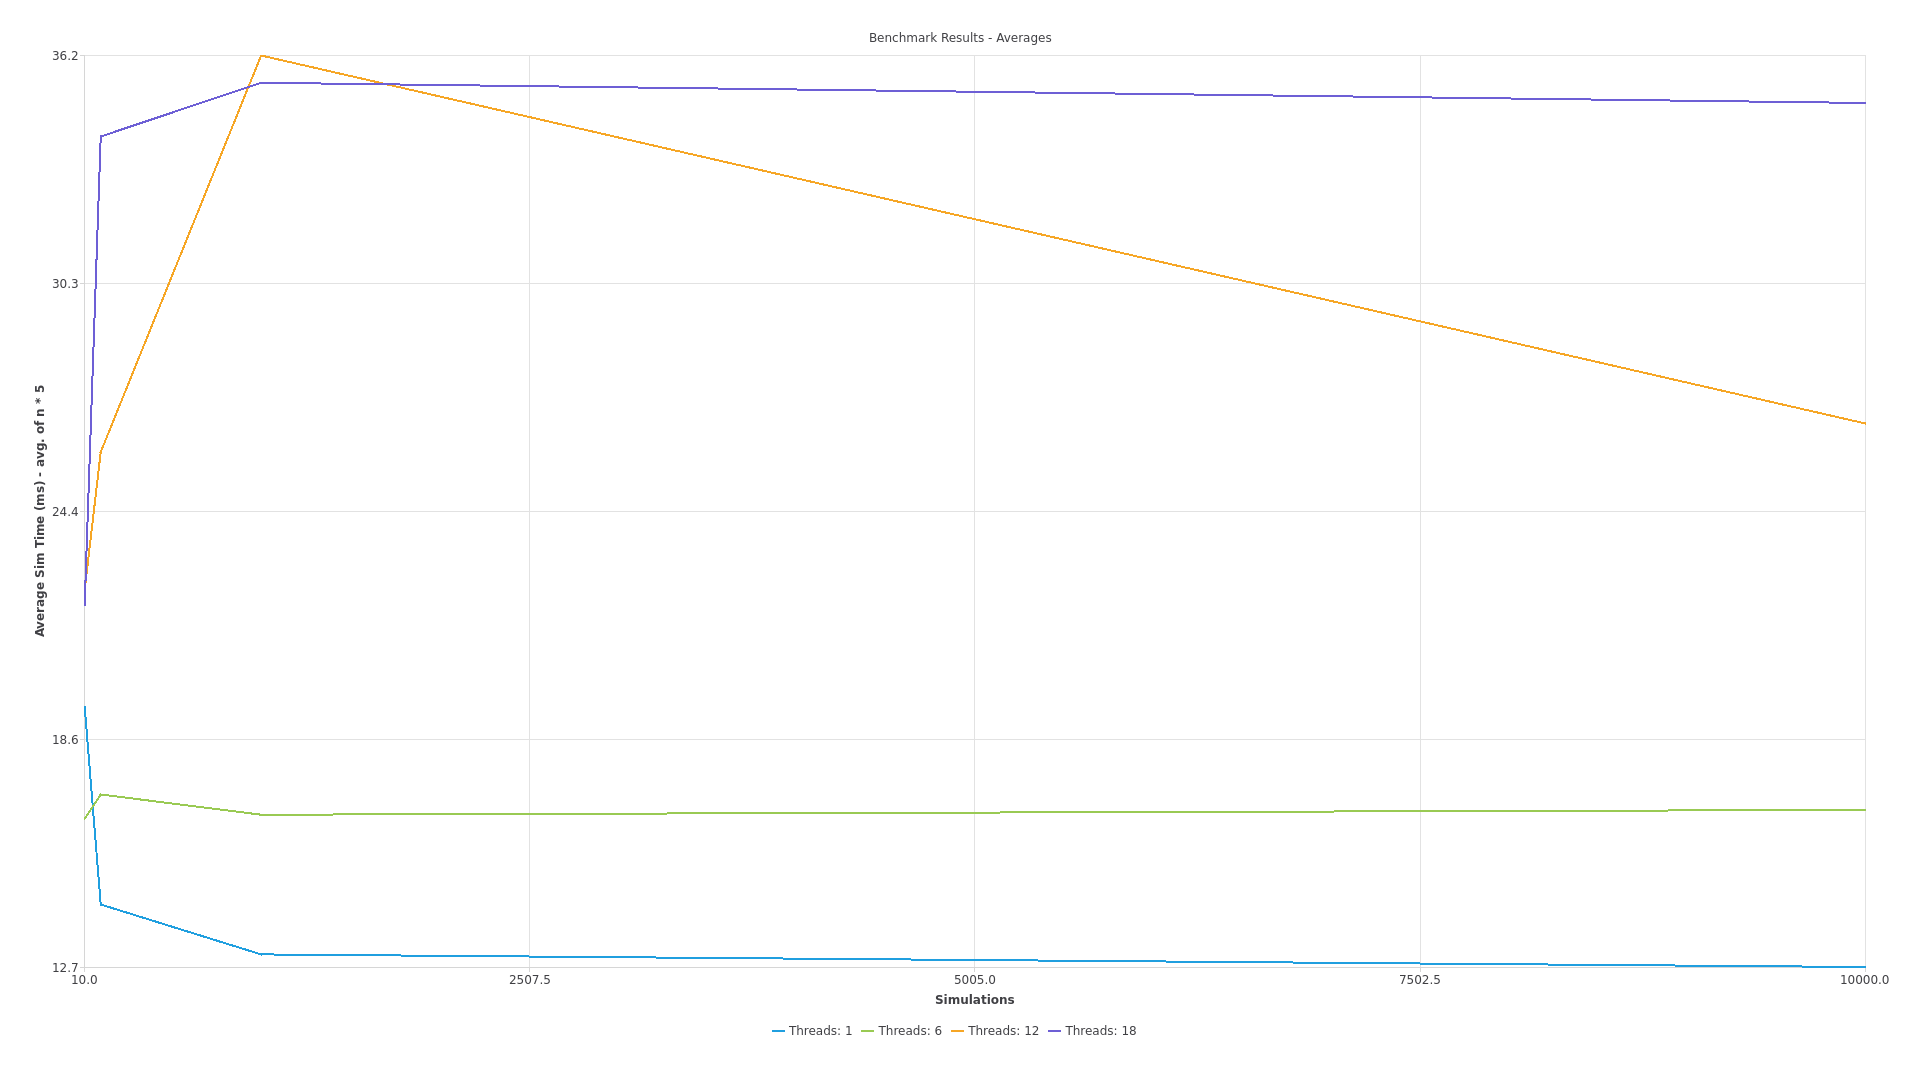 Benchmark Results - Averages
36.2
30.3
24.4
18.6
12.7
Average Sim Time (ms) - avg. of n * 5
10.0 2507.5 5005.0 7502.5 10000.0
Simulations
Threads: 1 Threads: 6 Threads: 12 Threads: 18